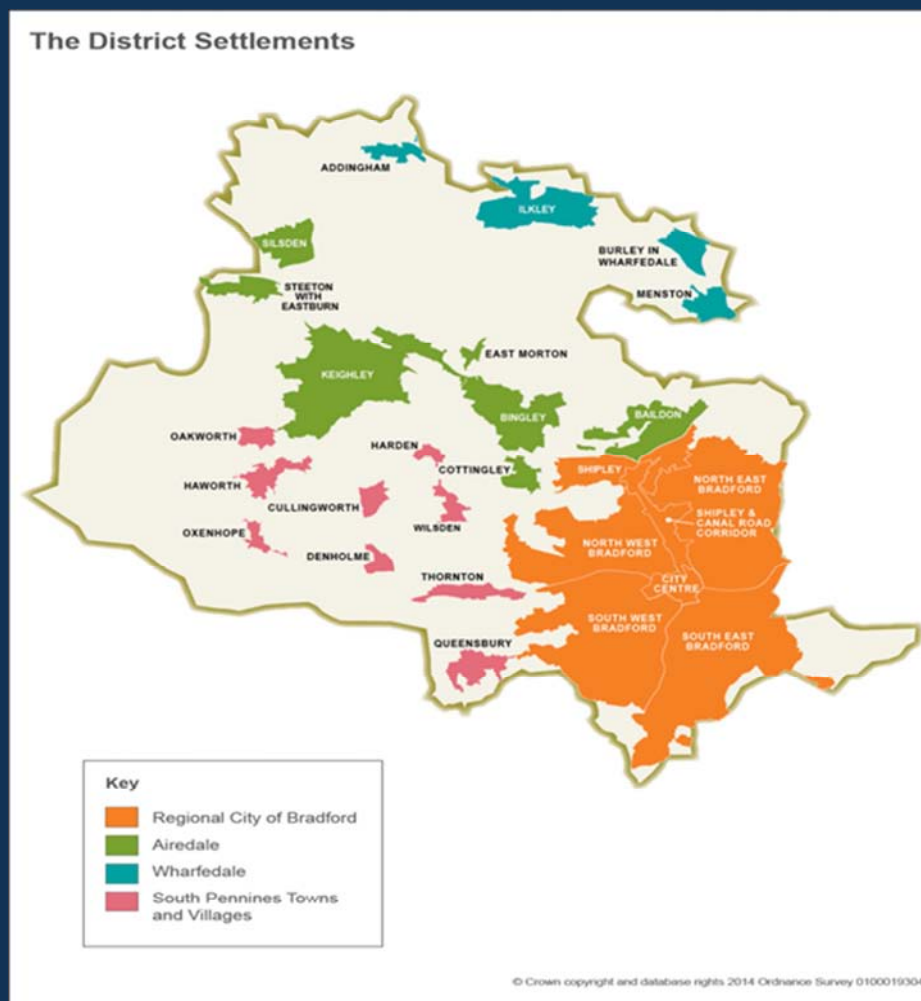 The District Settlements
ADDINGHAM
ILKLEY
SILSDEN
BURLEY IN
WHARFEDALE
STEETON
WITH
EASTBURN
MENSTON
EAST MORTON
KEIGHLEY
BINGLEY
BAILDON
OAKWORTH
HARDEN
COTTINGLEY
SHIPLEY
HAWORTH
NORTH EAST
BRADFORD
CULLINGWORTH
WILSDEN
SHIPLEY &
CANAL ROAD
CORRIDOR
OXENHOPE
NORTH WEST
BRADFORD
DENHOLME
THORNTON
CITY
CENTRE
SOUTH WEST
BRADFORD
SOUTH EAST
BRADFORD
QUEENSBURY
Key
Regional City of Bradford
Airedale
Wharfedale
South Pennines Towns
and Villages
© Crown copyright and database rights 2014 Ordnance Survey 010001930